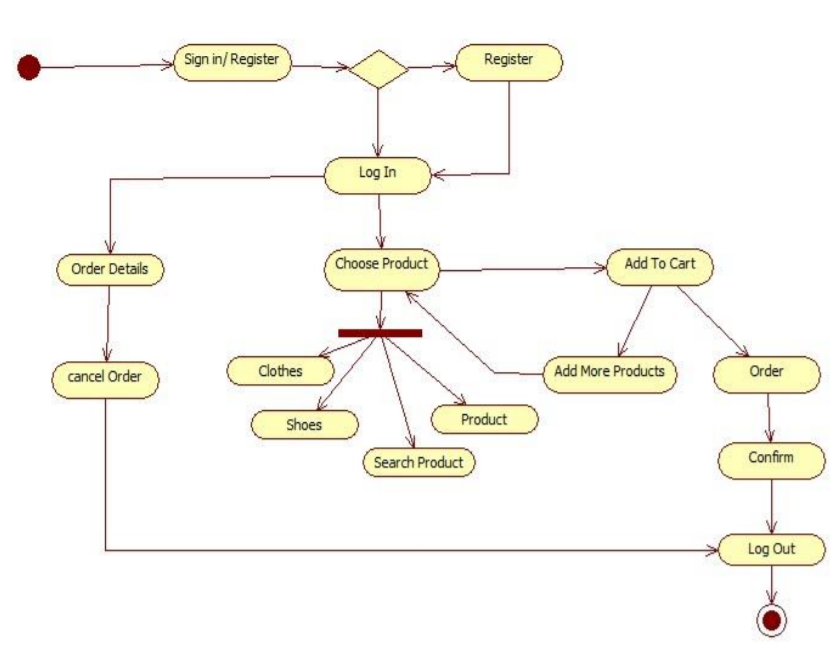 Sign in/ Register
Register
Log In
Order Details
Choose Product
Add To Cart
cancel Order
Clothes
Add More Products
Order
Shoes
Product
Search Product
Confirm
Log Out